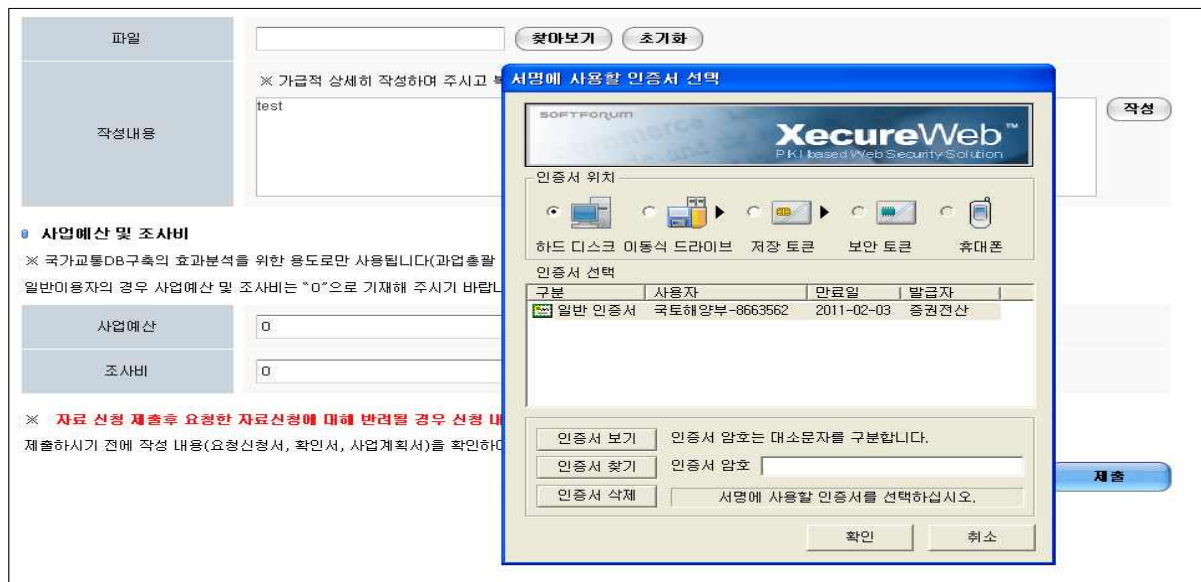 파일
찾아보기 초기화
※ 가급적 상세히 작성하여 주시고
작성내용
test
작성
사업예산 및 조사비
※ 국가교통DB구축의 효과분석을 위한 용도로만 사용됩니다(과업총괄
일반이용자의 경우 사업예산 및 조사비는 "0"으로 기재해 주시기 바랍
사업예산
0
조사비
0
※ 자료 신청 제출후 요청한 자료신청에 대해 반려될 경우 신청 내
제출하시기 전에 작성 내용(요청신청서, 확인서, 사업계획서)을 확인하
제출
서명에 사용할 인증서 선택
SOFTFORUM
XecureWeb™
PKI based Web Security Solution
인증서 위치
하드 디스크 이동식 드라이브 저장 토큰 보안 토큰 휴대폰
인증서 선택
구분 사용자 만료일 발급자
일반 인증서 국토해양부-8663562 2011-02-03 증권전산
인증서 보기 인증서 암호는 대소문자를 구분합니다.
인증서 찾기 인증서 암호
인증서 삭제 서명에 사용할 인증서를 선택하십시오.
확인 취소